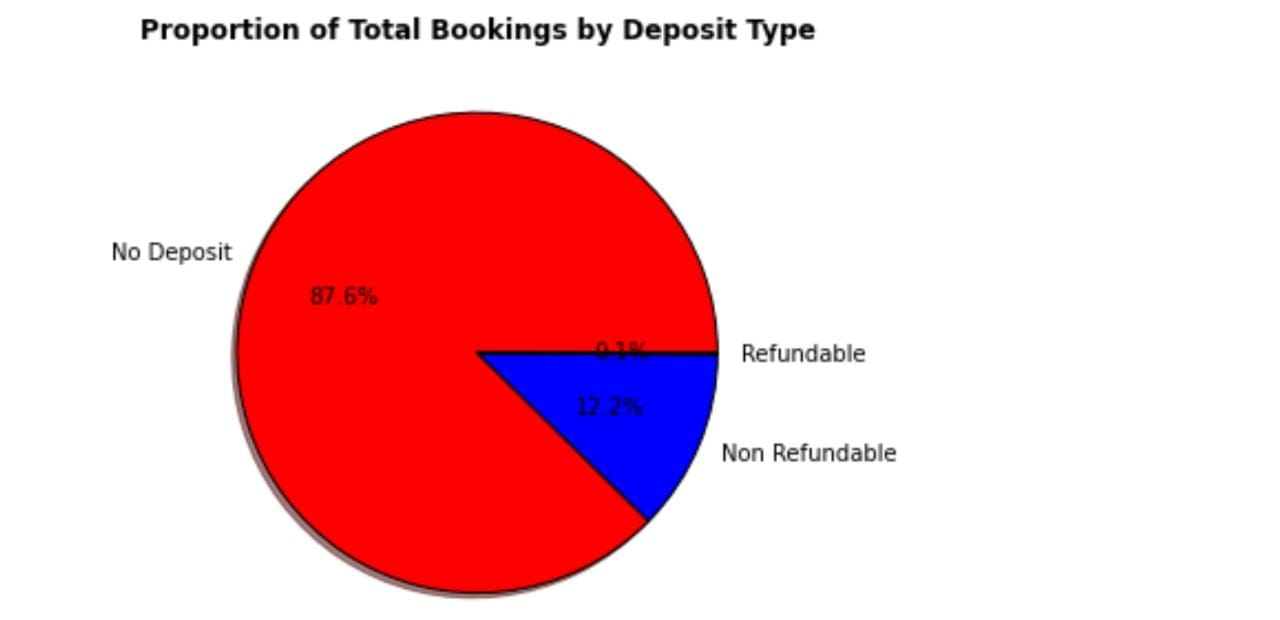 Proportion of Total Bookings by Deposit Type
No Deposit
87.6%
0.1%
Refundable
12.2%
Non Refundable